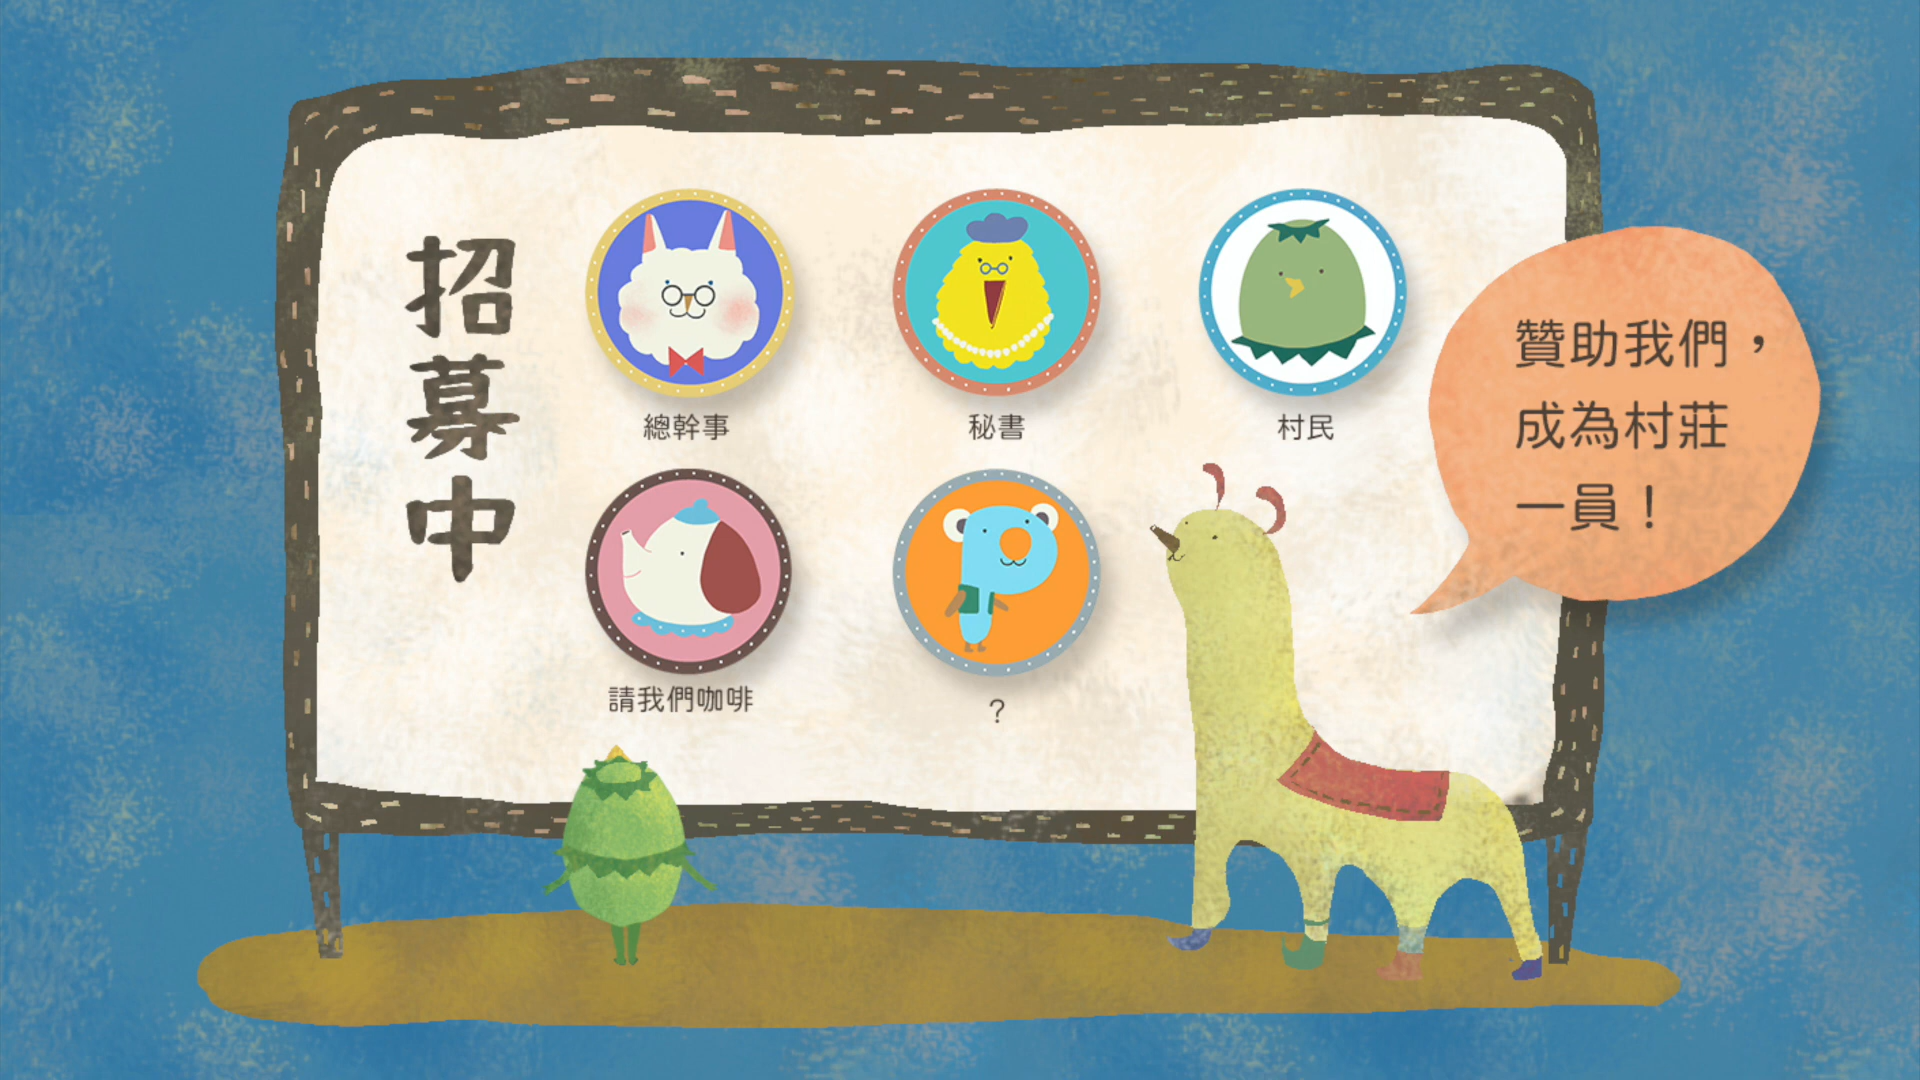 招募中
總幹事
秘書
村民
請我們咖啡
?
贊助我們，
成為村莊
一員！